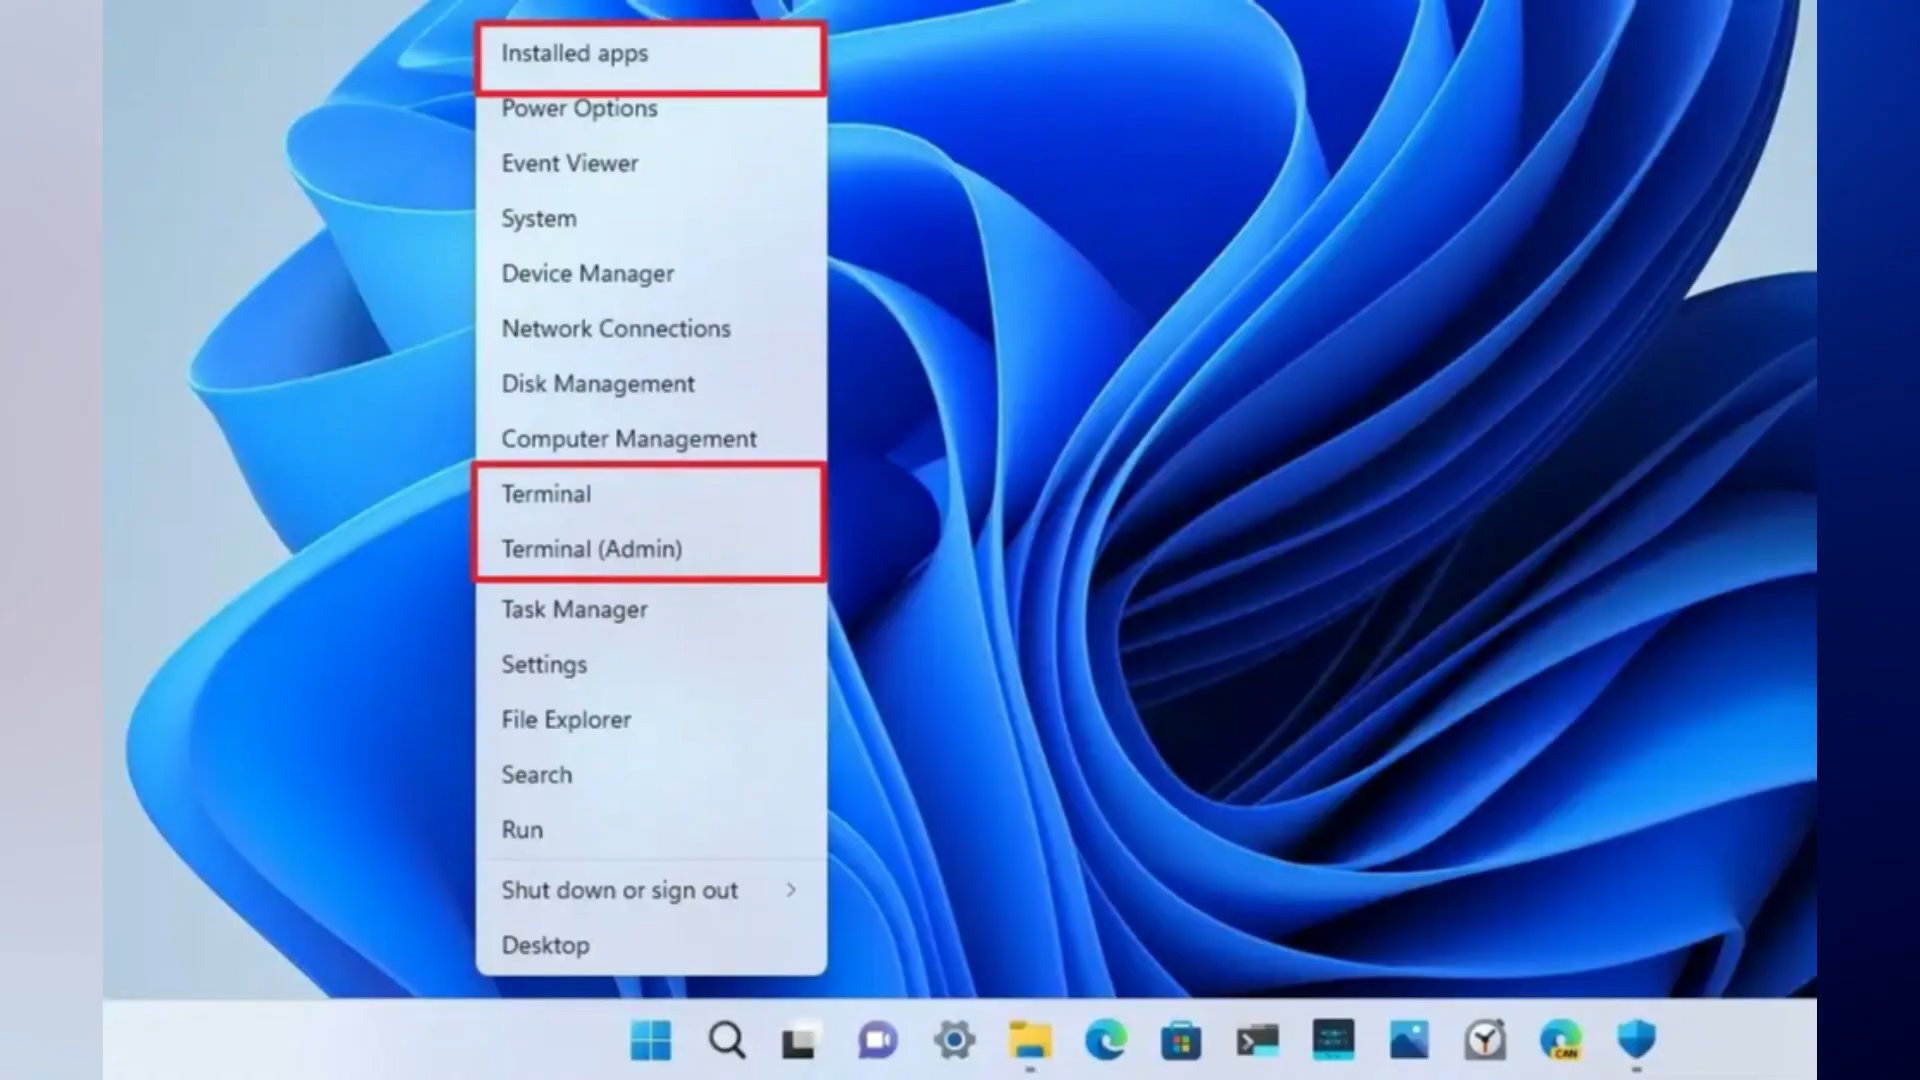 Installed apps
Power Options
Event Viewer
System
Device Manager
Network Connections
Disk Management
Computer Management
Terminal
Terminal (Admin)
Task Manager
Settings
File Explorer
Search
Run
Shut down or sign out
Desktop
CAN